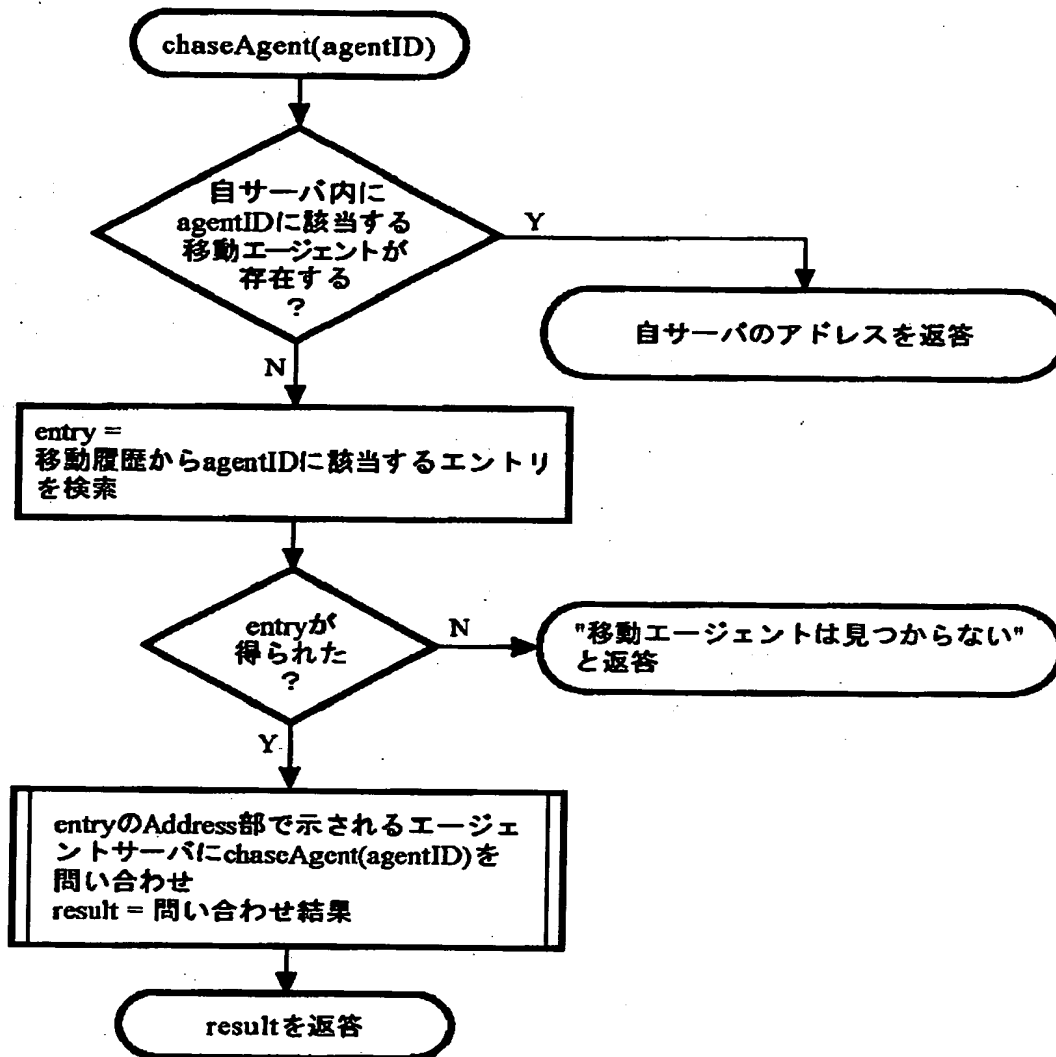 chaseAgent(agentID)
自サーバ内に
agentIDに該当する
移動エージェントが
存在する
?
Y
自サーバのアドレスを返答
N
entry =
移動履歴からagentIDに該当するエントリ
を検索
entryが
得られた
?
N
"移動エージェントは見つからない"
と返答
Y
entryのAddress部で示されるエージェ
ントサーバにchaseAgent(agentID)を
問い合わせ
result = 問い合わせ結果
resultを返答